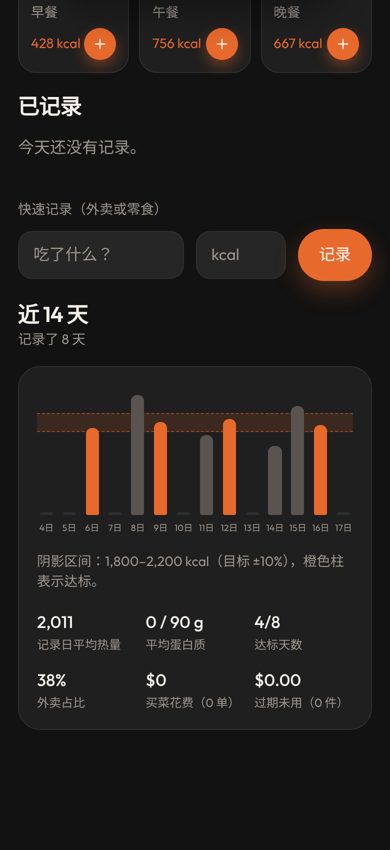 早餐 午餐 晚餐
428 kcal + 756 kcal + 667 kcal +
已记录
今天还没有记录。
快速记录（外卖或零食）
吃了什么？ kcal 记录
近 14 天
记录了 8 天
4日 5日 6日 7日 8日 9日 10日 11日 12日 13日 14日 15日 16日 17日
阴影区间：1,800–2,200 kcal（目标 ±10%），橙色柱
表示达标。
2,011 0 / 90 g 4/8
记录日平均热量 平均蛋白质 达标天数
38% $0 $0.00
外卖占比 买菜花费（0 单） 过期未用（0 件）